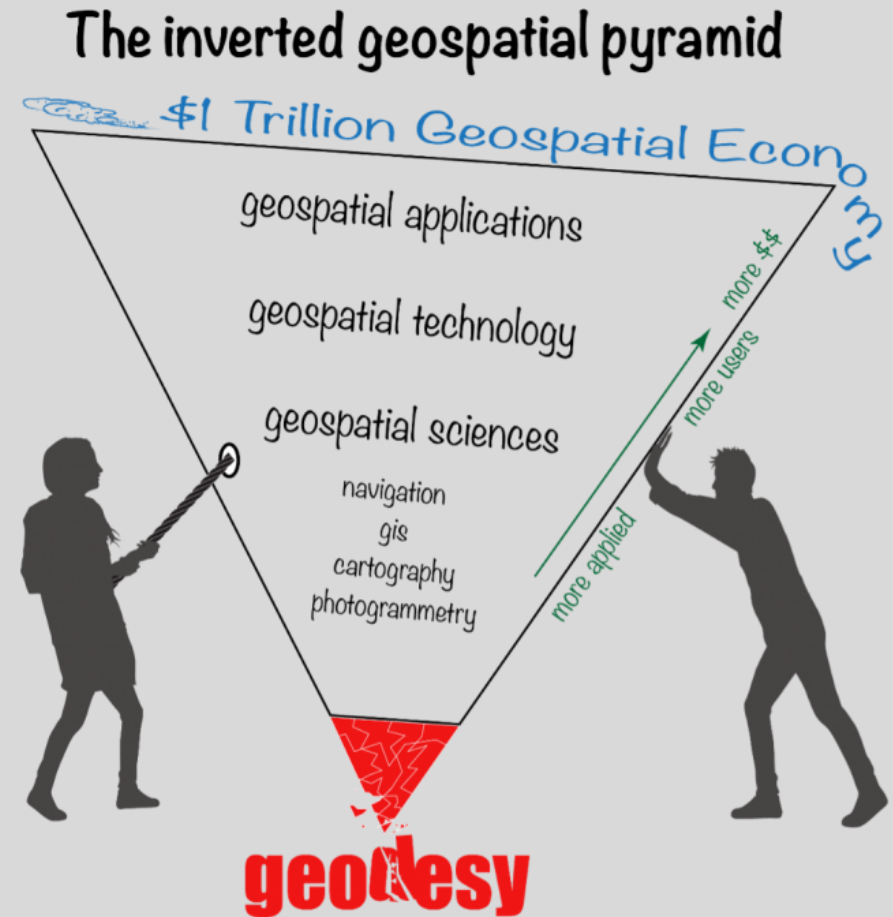 The inverted geospatial pyramid
$1 Trillion Geospatial Economy
geospatial applications
geospatial technology
geospatial sciences
navigation
gis
cartography
photogrammetry
more $$
more users
more applied
geodesy